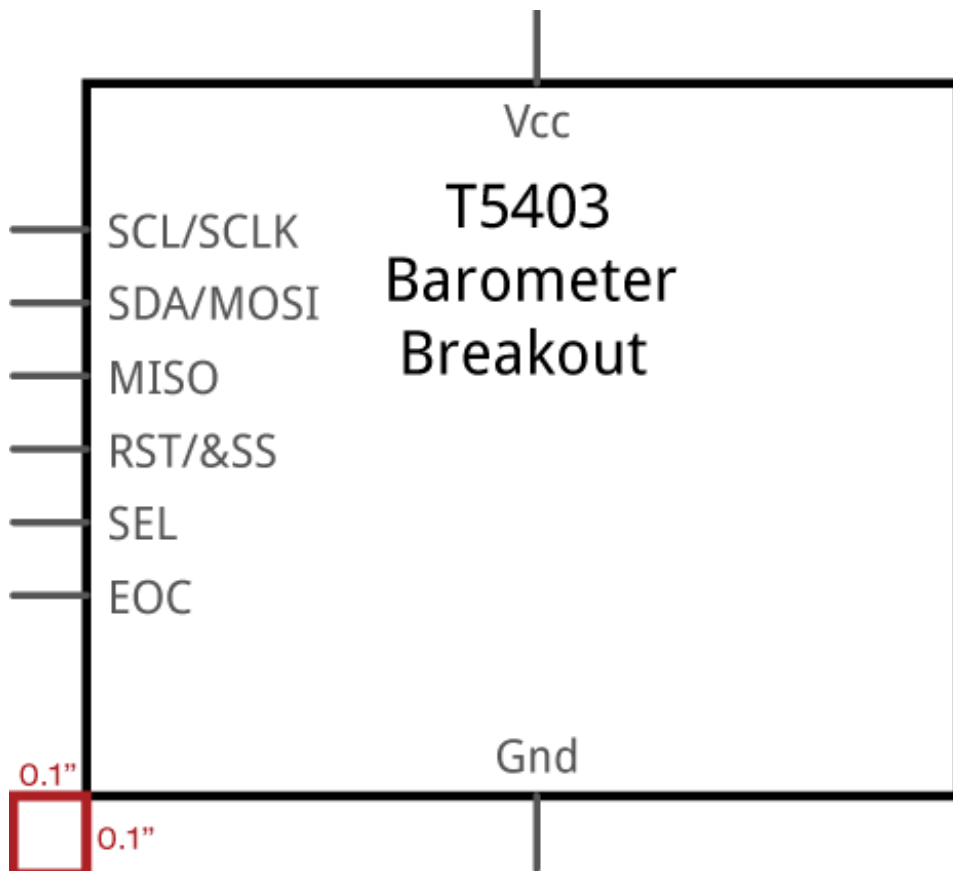 Vcc
T5403
Barometer
Breakout
SCL/SCLK
SDA/MOSI
MISO
RST/&SS
SEL
EOC
Gnd
0.1”
0.1”